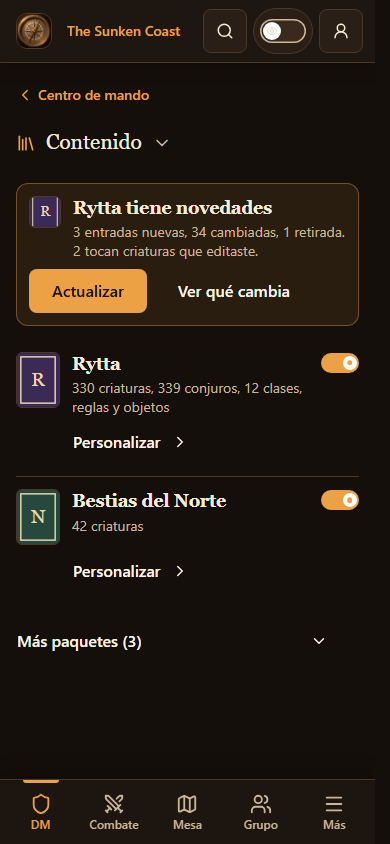 The Sunken Coast
Centro de mando
Contenido
R
Rytta tiene novedades
3 entradas nuevas, 34 cambiadas, 1 retirada.
2 tocan criaturas que editaste.
Actualizar
Ver qué cambia
R
Rytta
330 criaturas, 339 conjuros, 12 clases,
reglas y objetos
Personalizar
N
Bestias del Norte
42 criaturas
Personalizar
Más paquetes (3)
DM
Combate
Mesa
Grupo
Más